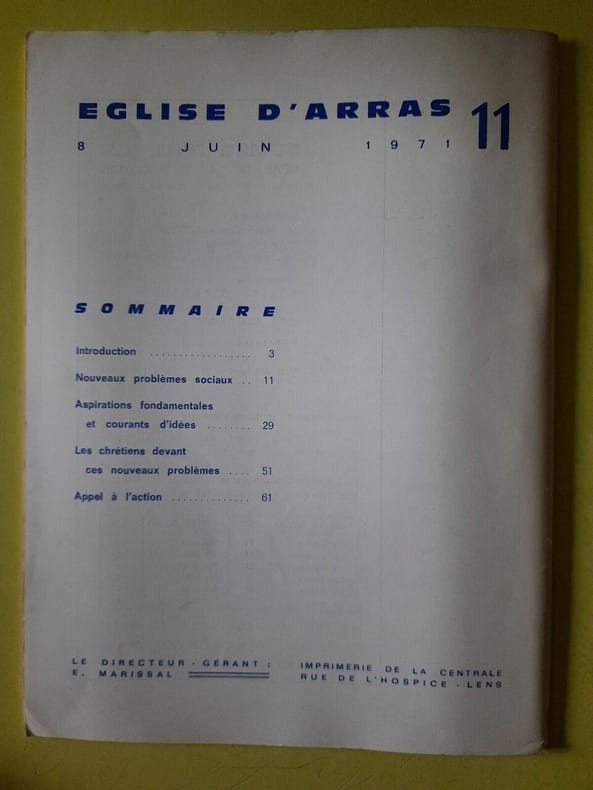 EGLISE D'ARRAS 11
8 JUIN 1971
SOMMAIRE
Introduction .................. 3
Nouveaux problèmes sociaux .. 11
Aspirations fondamentales
et courants d'idées ........ 29
Les chrétiens devant
ces nouveaux problèmes .... 51
Appel à l'action .............. 61
LE DIRECTEUR - GÉRANT :
E. MARISSAL
IMPRIMERIE DE LA CENTRALE
RUE DE L'HOSPICE - LENS